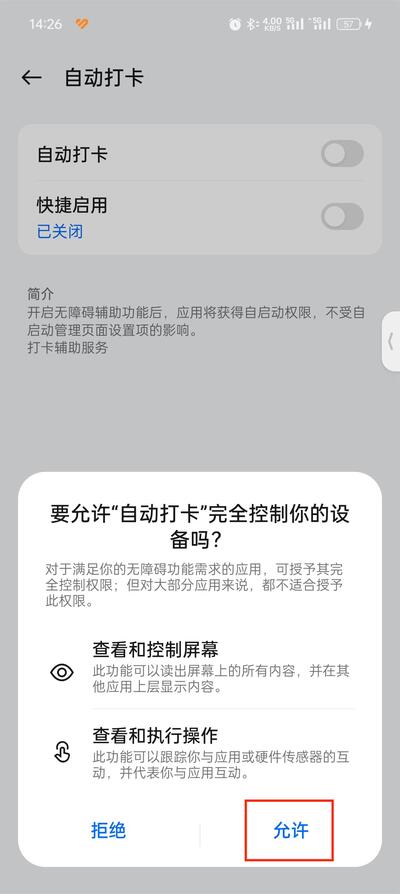 14:26
4.00 KB/S 5G 5G 57
自动打卡
自动打卡
快捷启用
已关闭
简介
开启无障碍辅助功能后，应用将获得自启动权限，不受自
启动管理页面设置项的影响。
打卡辅助服务
要允许“自动打卡”完全控制你的设
备吗？
对于满足你的无障碍功能需求的应用，可授予其完
全控制权限；但对大部分应用来说，都不适合授予
此权限。
查看和控制屏幕
此功能可以读出屏幕上的所有内容，并在其
他应用上层显示内容。
查看和执行操作
此功能可以跟踪你与应用或硬件传感器的互
动，并代表你与应用互动。
拒绝
允许